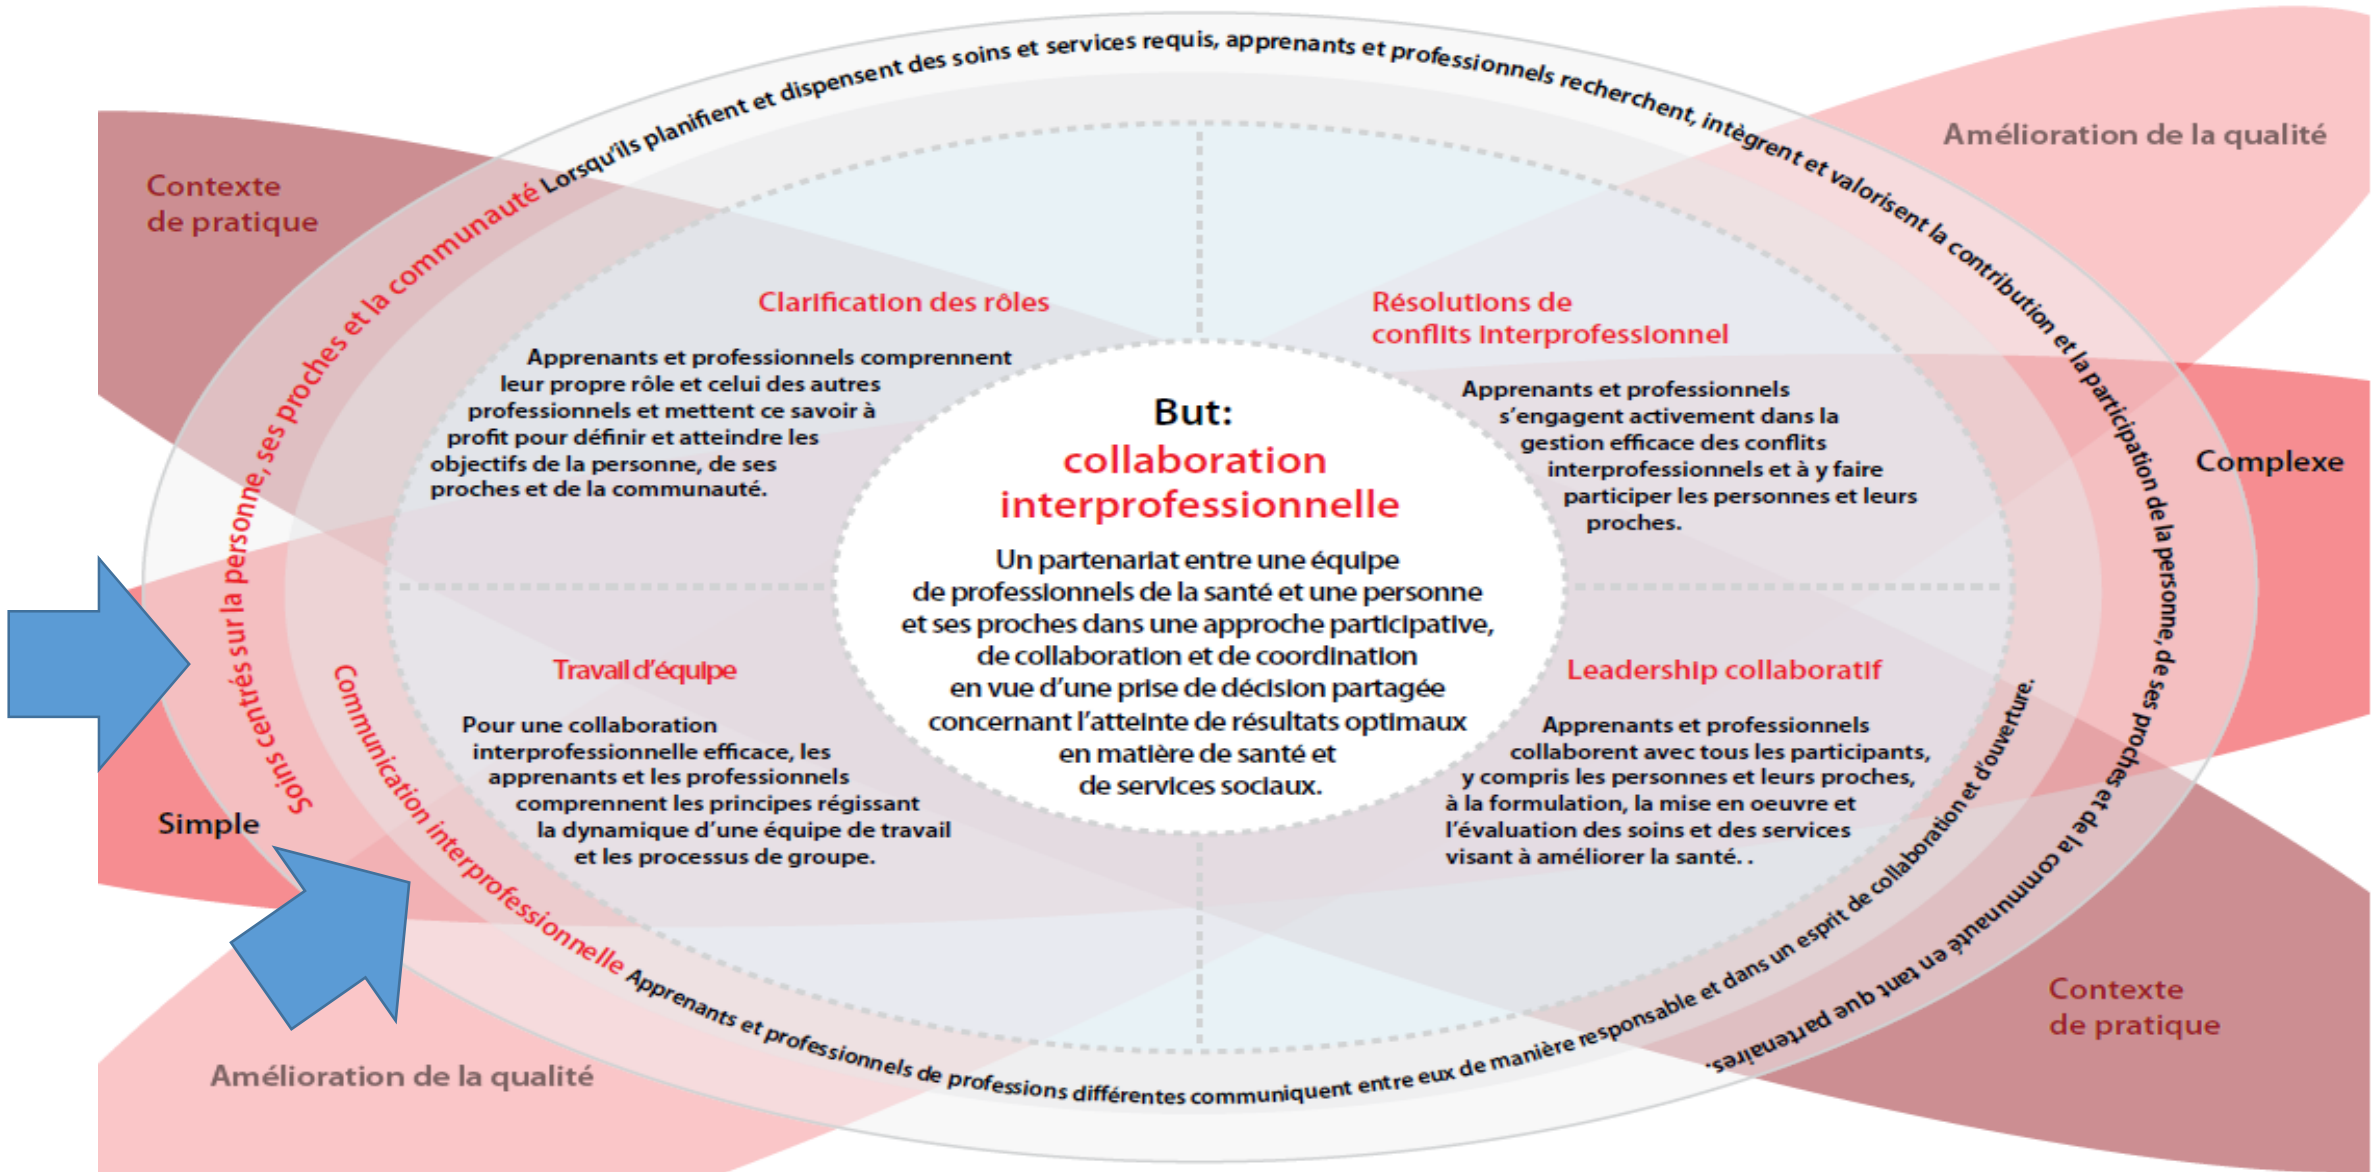 Soins centrés sur la personne, ses proches et la communauté Lorsqu'ils planifient et dispensent des soins et services requis, apprenants et professionnels recherchent, intègrent et valorisent la contribution et la participation de la personne, de ses proches et de la communauté en tant que partenaires.
Amélioration de la qualité
Contexte
de pratique
Clarification des rôles
Apprenants et professionnels comprennent
leur propre rôle et celui des autres
professionnels et mettent ce savoir à
profit pour définir et atteindre les
objectifs de la personne, de ses
proches et de la communauté.
Résolutions de
conflits interprofessionnel
Apprenants et professionnels
s'engagent activement dans la
gestion efficace des conflits
interprofessionnels et à y faire
participer les personnes et leurs
proches.
But:
collaboration
interprofessionnelle
Un partenariat entre une équipe
de professionnels de la santé et une personne
et ses proches dans une approche participative,
de collaboration et de coordination
en vue d'une prise de décision partagée
concernant l'atteinte de résultats optimaux
en matière de santé et
de services sociaux.
Complexe
Travail d'équipe
Pour une collaboration
interprofessionnelle efficace, les
apprenants et les professionnels
comprennent les principes régissant
la dynamique d'une équipe de travail
et les processus de groupe.
Leadership collaboratif
Apprenants et professionnels
collaborent avec tous les participants,
y compris les personnes et leurs proches,
à la formulation, la mise en oeuvre et
l'évaluation des soins et des services
visant à améliorer la santé. .
Simple
Communication interprofessionnelle Apprenants et professionnels de professions différentes communiquent entre eux de manière responsable et dans un esprit de collaboration et d'ouverture.
Contexte
de pratique
Amélioration de la qualité